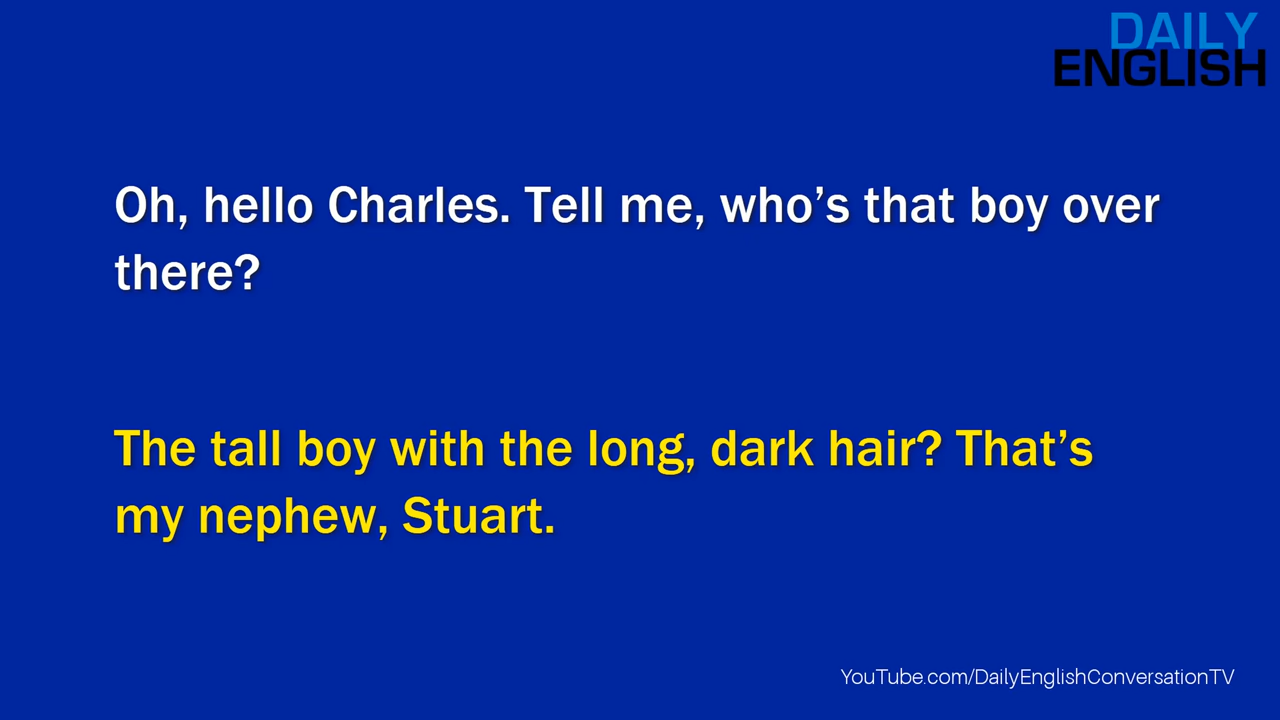 DAILY
ENGLISH
Oh, hello Charles. Tell me, who’s that boy over
there?
The tall boy with the long, dark hair? That’s
my nephew, Stuart.
YouTube.com/DailyEnglishConversationTV